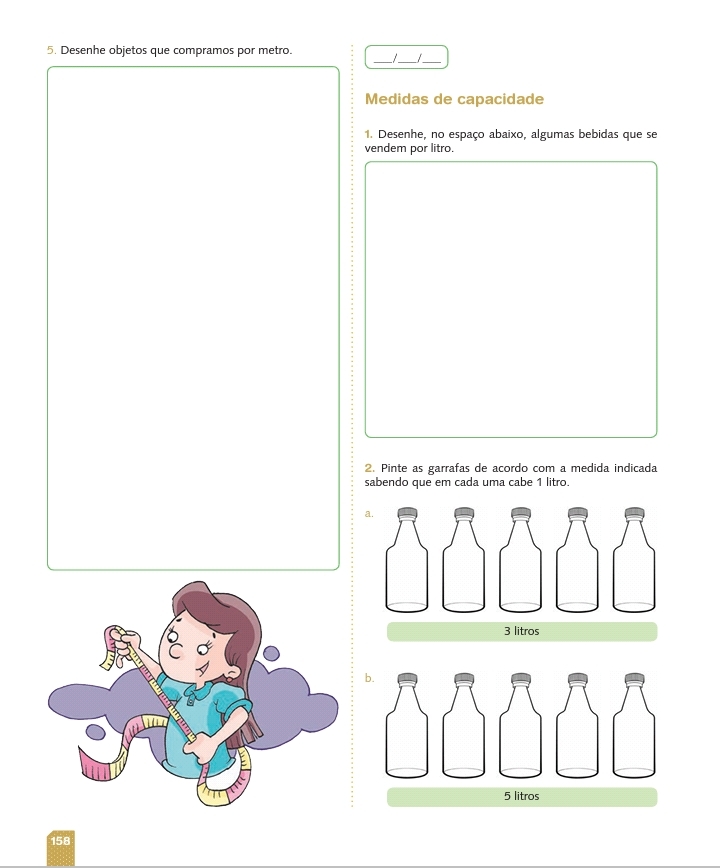 5. Desenhe objetos que compramos por metro.
___/___/___
Medidas de capacidade
1. Desenhe, no espaço abaixo, algumas bebidas que se
vendem por litro.
2. Pinte as garrafas de acordo com a medida indicada
sabendo que em cada uma cabe 1 litro.
a.
3 litros
b.
5 litros
158